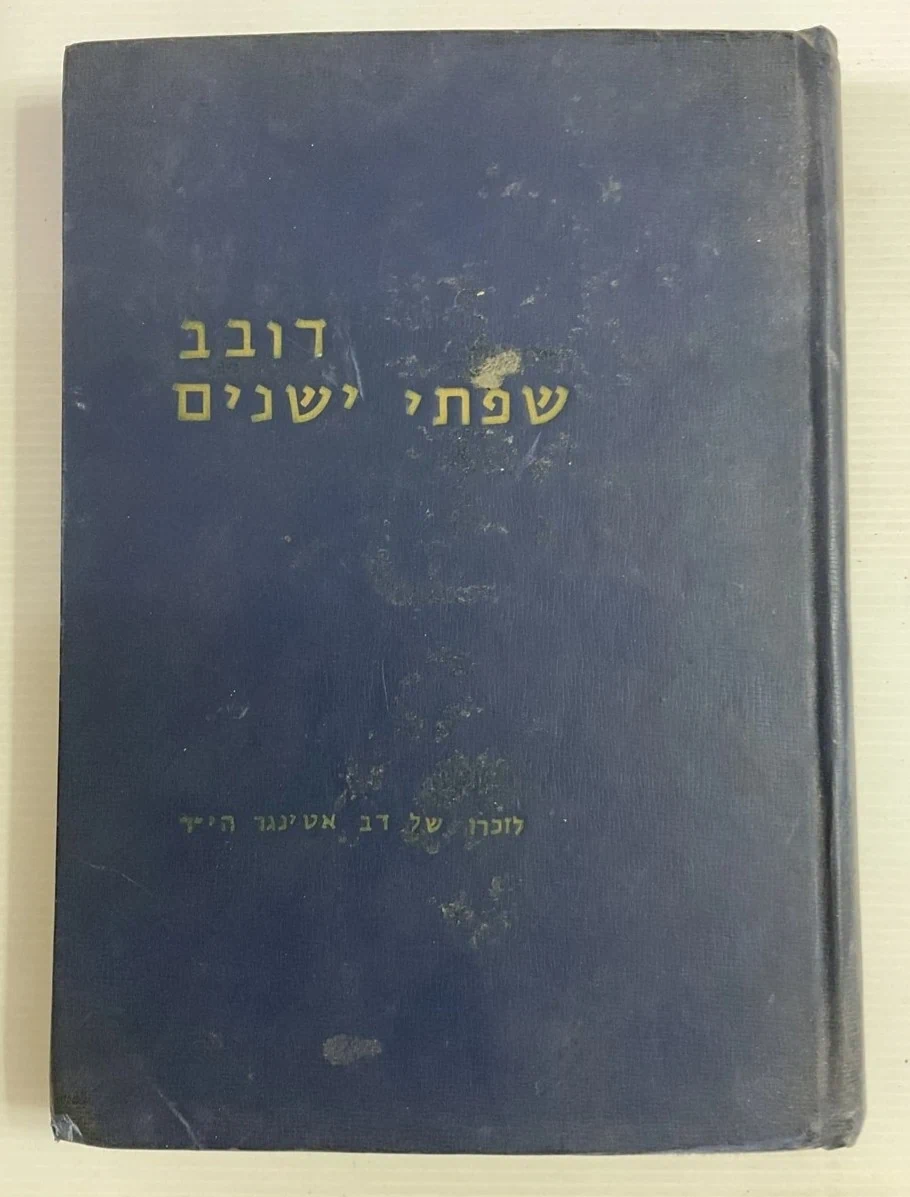 דובב
שפתי ישנים
לזכרו של דב אטינגר הי״ד